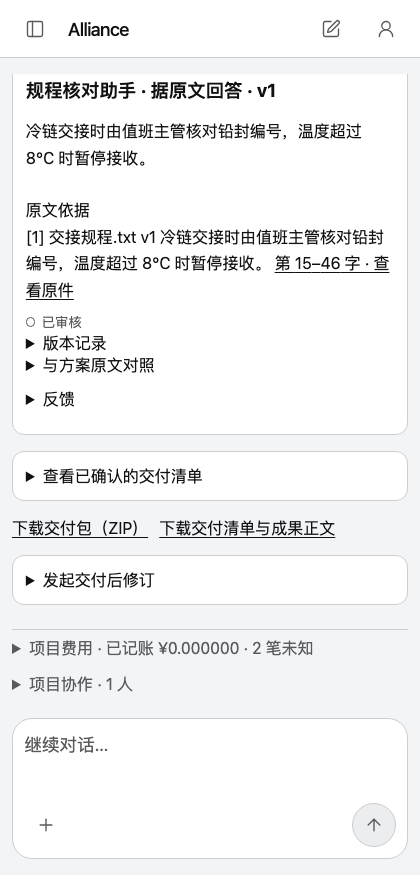 Alliance
规程核对助手 · 据原文回答 · v1
冷链交接时由值班主管核对铅封编号，温度超过
8°C 时暂停接收。
原文依据
[1] 交接规程.txt v1 冷链交接时由值班主管核对铅封
编号，温度超过 8°C 时暂停接收。 第 15–46 字 · 查
看原件
已审核
版本记录
与方案原文对照
反馈
查看已确认的交付清单
下载交付包（ZIP） 下载交付清单与成果正文
发起交付后修订
项目费用 · 已记账 ¥0.000000 · 2 笔未知
项目协作 · 1 人
继续对话...